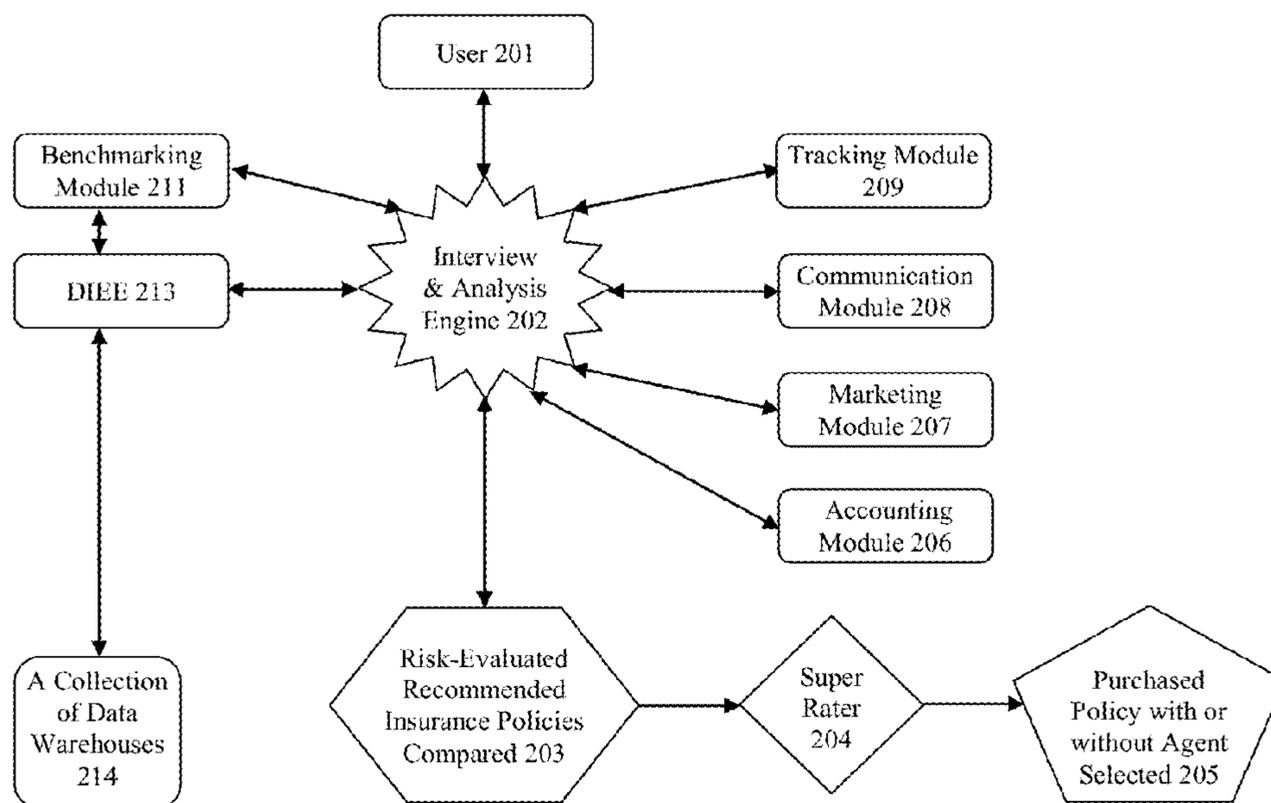 User 201
Benchmarking
Module 211
Tracking Module
209
DIEE 213
Interview
& Analysis
Engine 202
Communication
Module 208
Marketing
Module 207
Accounting
Module 206
A Collection
of Data
Warehouses
214
Risk-Evaluated
Recommended
Insurance Policies
Compared 203
Super
Rater
204
Purchased
Policy with or
without Agent
Selected 205